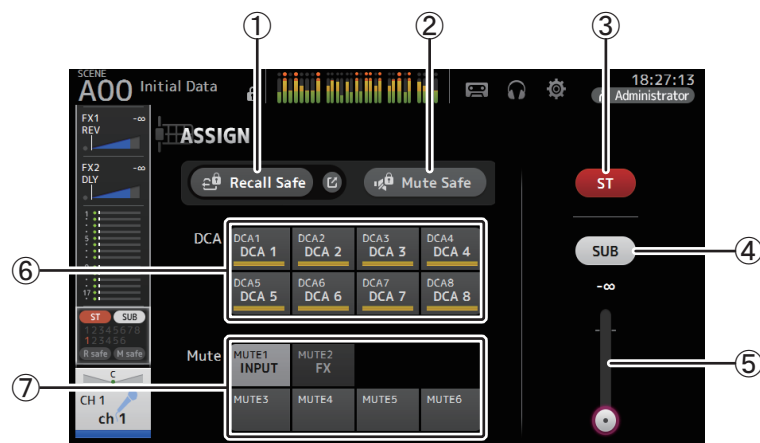 ① ② ③
SCENE
A00 Initial Data 18:27:13
Administrator
FX1 -∞
REV
ASSIGN
FX2 -∞
DLY
Recall Safe Mute Safe ST
1
5
17
DCA
DCA1 DCA2 DCA3 DCA4
DCA 1 DCA 2 DCA 3 DCA 4
DCA5 DCA6 DCA7 DCA8
DCA 5 DCA 6 DCA 7 DCA 8
SUB
-∞
④
⑥
⑤
⑦
ST SUB
12345678
123456
R safe M safe
Mute
MUTE1 MUTE2
INPUT FX
MUTE3 MUTE4 MUTE5 MUTE6
C
CH 1
ch 1